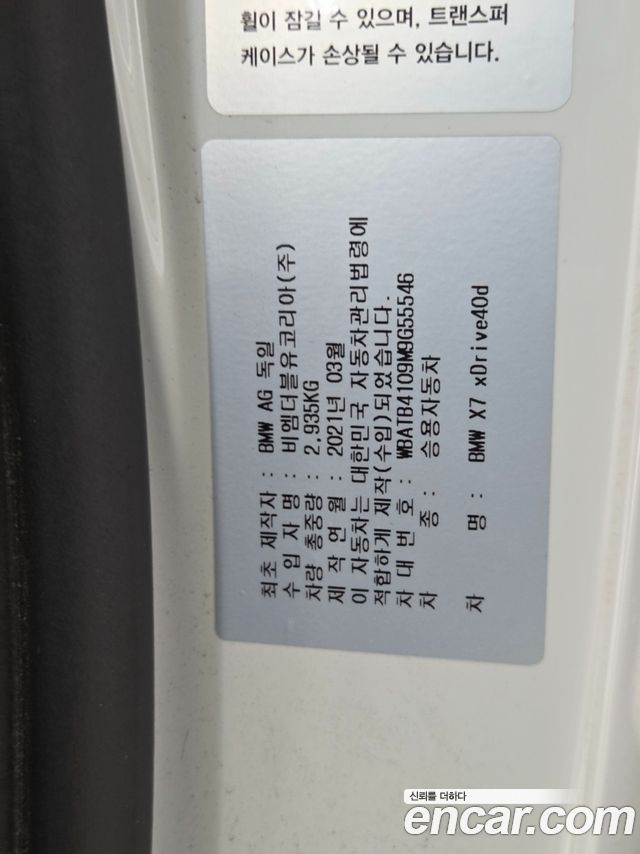 휠이 잠길 수 있으며, 트랜스퍼
케이스가 손상될 수 있습니다.
최초 제작자 : BMW AG 독일
수 입 자 명 : 비엠더블유코리아(주)
차량 총중량 : 2,935KG
제 작 연 월 : 2021년 03월
이 자동차는 대한민국 자동차관리법령에
적합하게 제작(수입)되었습니다.
차 대 번 호 : WBATB4109M9G55546
차 종 : 승용자동차
차 명 : BMW X7 xDrive40d
신뢰를 더하다
encar.com